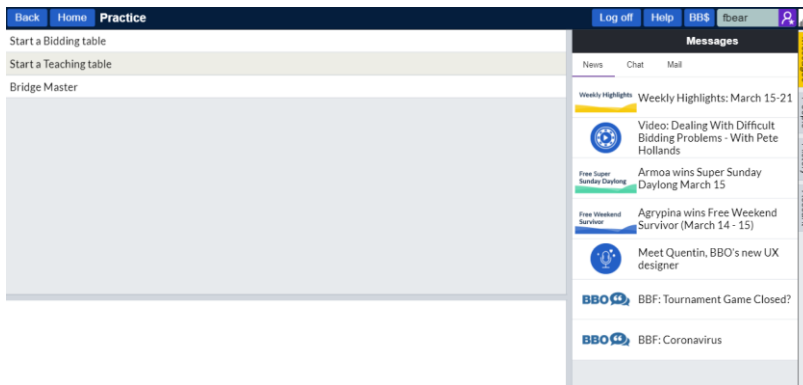 Back Home Practice Log off Help BB$ fbear
Start a Bidding table
Start a Teaching table
Bridge Master
Messages
News Chat Mail
Weekly Highlights Weekly Highlights: March 15-21
Video: Dealing With Difficult
Bidding Problems - With Pete
Hollands
Free Super
Sunday Daylong
Armoa wins Super Sunday
Daylong March 15
Free Weekend
Survivor
Agrypina wins Free Weekend
Survivor (March 14 - 15)
Meet Quentin, BBO's new UX
designer
BBO BBF: Tournament Game Closed?
BBO BBF: Coronavirus